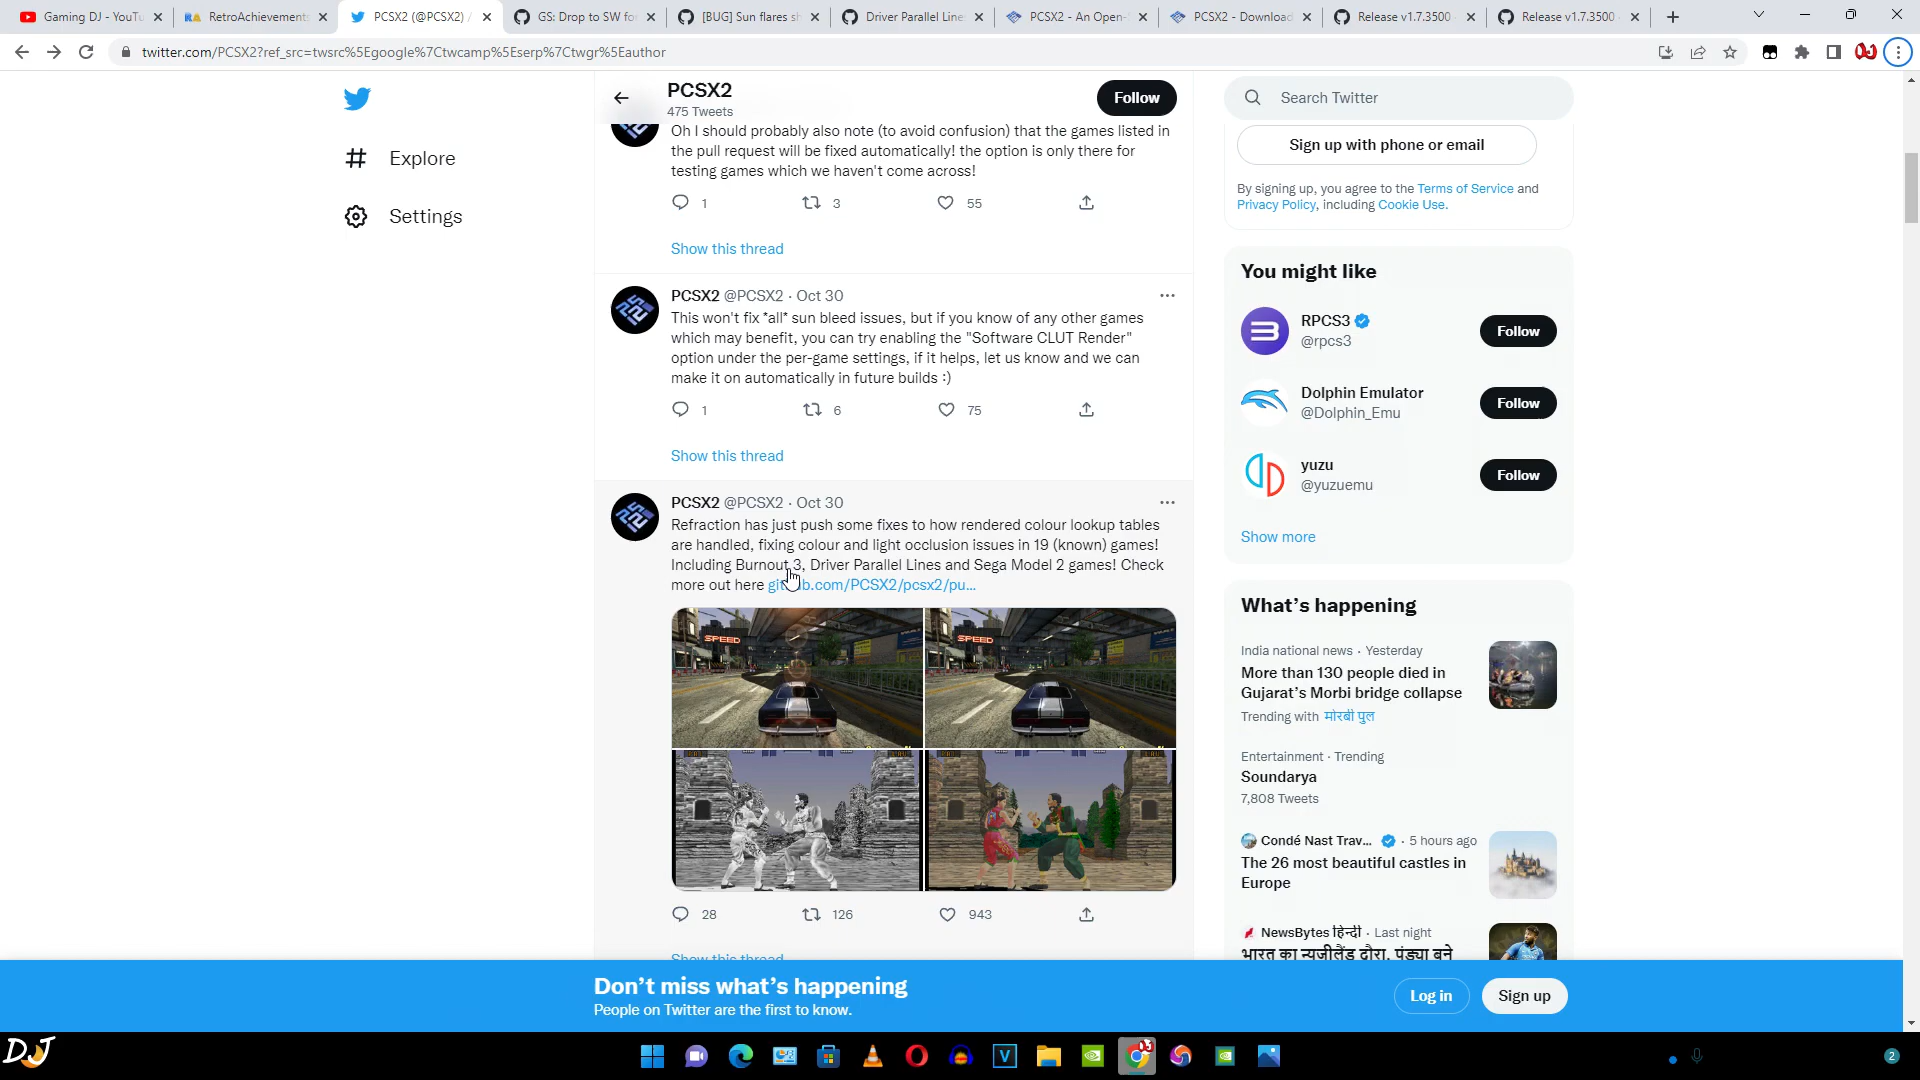 Gaming DJ - YouTu
RetroAchievement
PCSX2 (@PCSX2) /
GS: Drop to SW fo
[BUG] Sun flares sh
Driver Parallel Line
PCSX2 - An Open-
PCSX2 - Download
Release v1.7.3500
Release v1.7.3500
twitter.com/PCSX2?ref_src=twsrc%5Egoogle%7Ctwcamp%5Eserp%7Ctwgr%5Eauthor
Explore
Settings
PCSX2
475 Tweets
Follow
Oh I should probably also note (to avoid confusion) that the games listed in
the pull request will be fixed automatically! the option is only there for
testing games which we haven't come across!
1 3 55
Show this thread
PCSX2 @PCSX2 · Oct 30
This won't fix *all* sun bleed issues, but if you know of any other games
which may benefit, you can try enabling the "Software CLUT Render"
option under the per-game settings, if it helps, let us know and we can
make it on automatically in future builds :)
1 6 75
Show this thread
PCSX2 @PCSX2 · Oct 30
Refraction has just push some fixes to how rendered colour lookup tables
are handled, fixing colour and light occlusion issues in 19 (known) games!
Including Burnout 3, Driver Parallel Lines and Sega Model 2 games! Check
more out here github.com/PCSX2/pcsx2/pu...
SPEED
SPEED
28 126 943
Show this thread
Search Twitter
Sign up with phone or email
By signing up, you agree to the Terms of Service and
Privacy Policy, including Cookie Use.
You might like
RPCS3
@rpcs3
Follow
Dolphin Emulator
@Dolphin_Emu
Follow
yuzu
@yuzuemu
Follow
Show more
What's happening
India national news · Yesterday
More than 130 people died in
Gujarat's Morbi bridge collapse
Trending with मोरबी पुल
Entertainment · Trending
Soundarya
7,808 Tweets
Condé Nast Trav... · 5 hours ago
The 26 most beautiful castles in
Europe
NewsBytes हिन्दी · Last night
भारत का न्यूजीलैंड दौरा, पंड्या बने
Don't miss what's happening
People on Twitter are the first to know.
Log in
Sign up
DJ
2